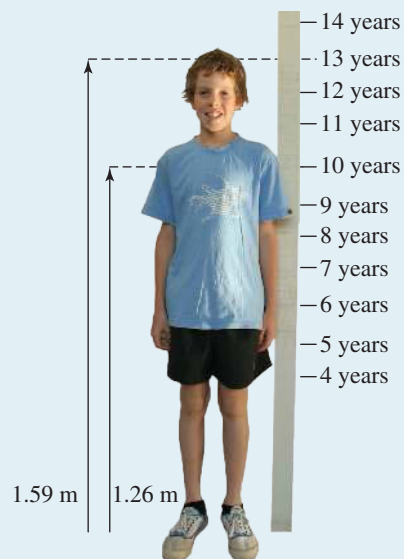 14 years
13 years
12 years
11 years
10 years
9 years
8 years
7 years
6 years
5 years
4 years
1.59 m
1.26 m